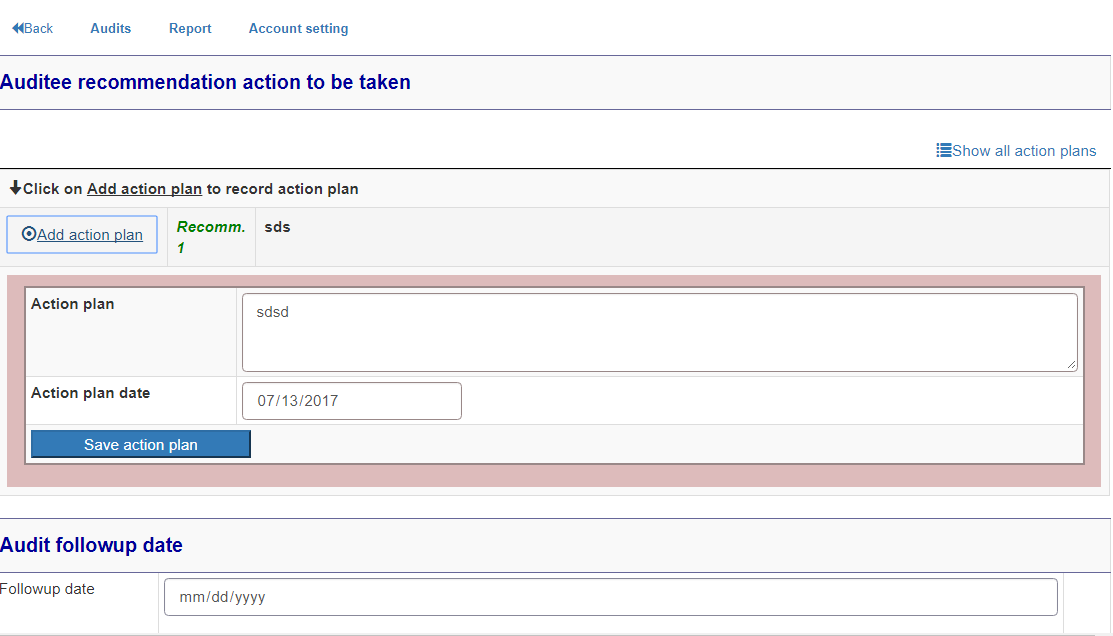 Back Audits Report Account setting
Auditee recommendation action to be taken
Show all action plans
Click on Add action plan to record action plan
Add action plan
Recomm.
1
sds
Action plan
sdsd
Action plan date
07/13/2017
Save action plan
Audit followup date
Followup date
mm/dd/yyyy